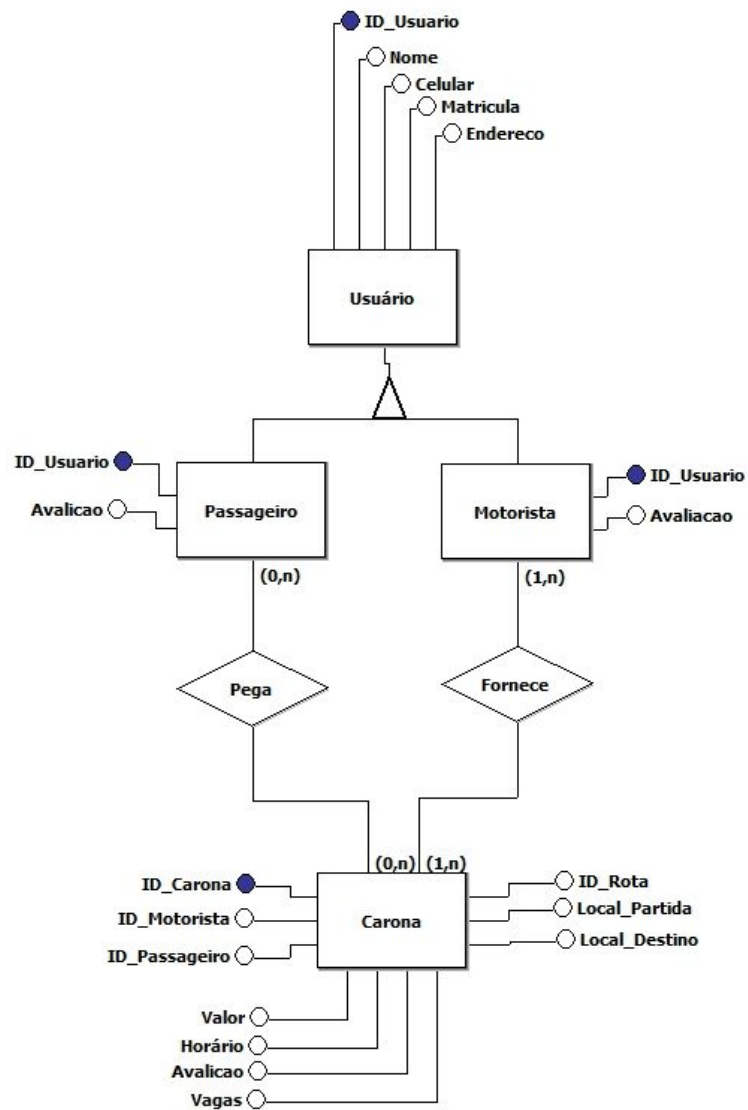 ID_Usuario
Nome
Celular
Matricula
Endereco
Usuário
ID_Usuario
Avalicao
Passageiro
Motorista
ID_Usuario
Avaliacao
(0,n)
(1,n)
Pega
Fornece
(0,n)
(1,n)
ID_Carona
ID_Motorista
ID_Passageiro
Carona
ID_Rota
Local_Partida
Local_Destino
Valor
Horário
Avalicao
Vagas